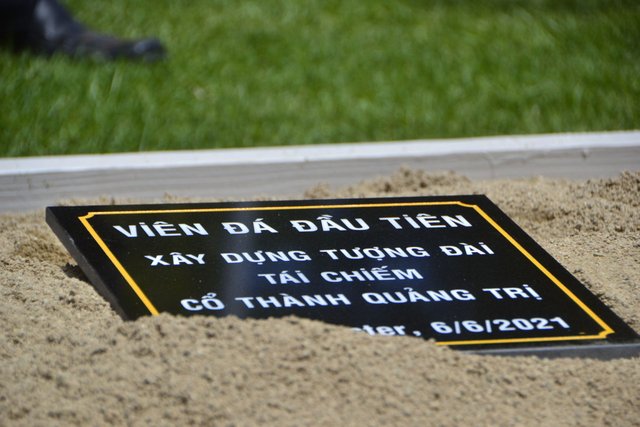 VIÊN ĐÁ ĐẦU TIÊN
XÂY DỰNG TƯỢNG ĐÀI
TÁI CHIẾM
CỔ THÀNH QUẢNG TRỊ
6/6/2021